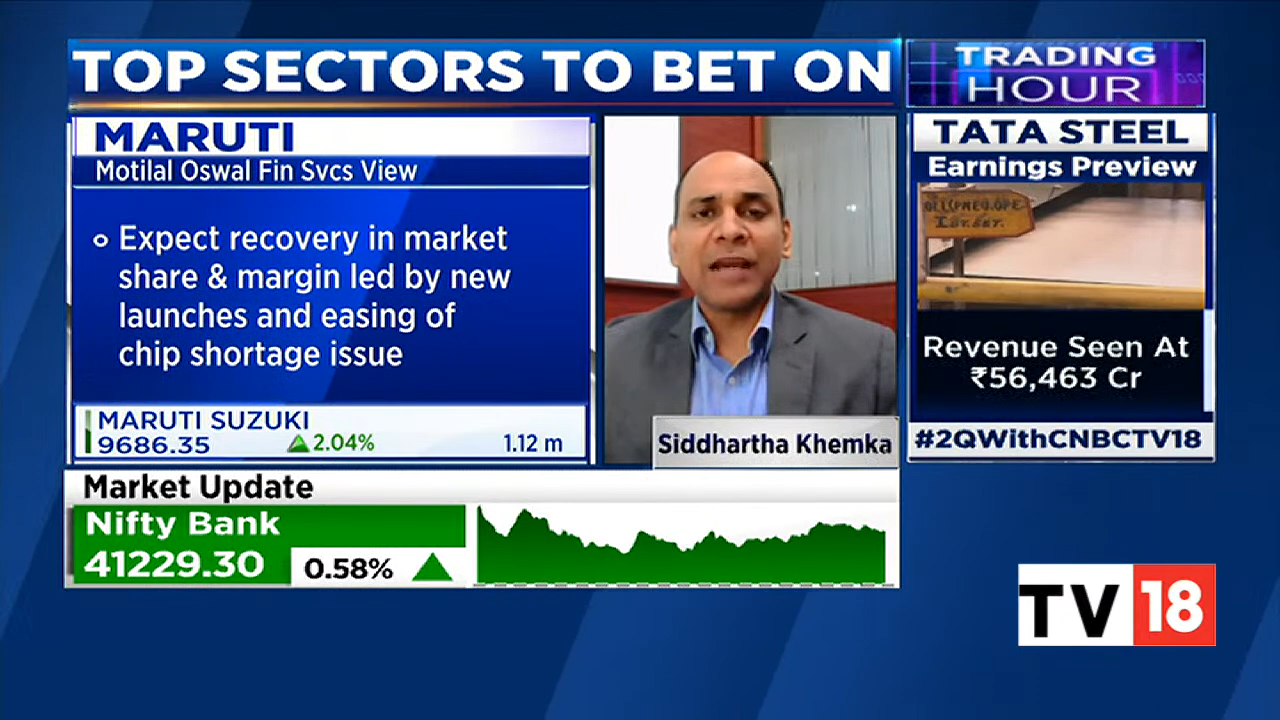 TOP SECTORS TO BET ON
TRADING
HOUR
MARUTI
Motilal Oswal Fin Svcs View
Expect recovery in market
share & margin led by new
launches and easing of
chip shortage issue
MARUTI SUZUKI
9686.35 2.04% 1.12 m
Siddhartha Khemka
TATA STEEL
Earnings Preview
Revenue Seen At
₹56,463 Cr
#2QWithCNBCTV18
Market Update
Nifty Bank
41229.30 0.58%
TV18